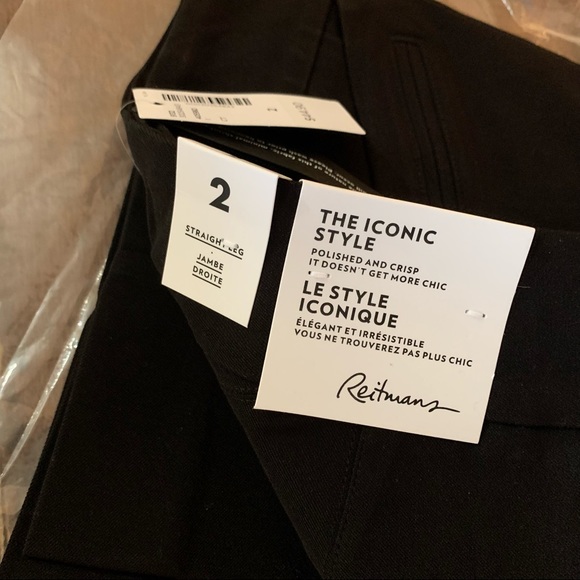 2
STRAIGHT LEG
JAMBE
DROITE
THE ICONIC
STYLE
POLISHED AND CRISP
IT DOESN'T GET MORE CHIC
LE STYLE
ICONIQUE
ÉLÉGANT ET IRRÉSISTIBLE
VOUS NE TROUVEREZ PAS PLUS CHIC
Reitmans